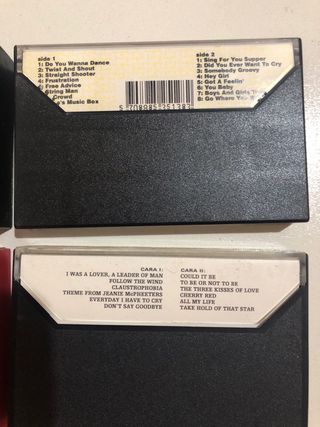 side 1
1: Do You Wanna Dance
2: Twist And Shout
3: Straight Shooter
4: Frustration
Free Advice
String Man
Crowd
's Music Box
side 2
1: Sing For You Supper
2: Did You Ever Want To Cry
3: Somebody Groovy
4: Hey Girl
5: Got A Feelin'
6: You Baby
7: Boys And Girls
8: Go Where You
5 708885 351383
CARA I:
I WAS A LOVER, A LEADER OF MAN
FOLLOW THE WIND
CLAUSTROPHOBIA
THEME FROM JEANIE McPHEETERS
EVERYDAY I HAVE TO CRY
DON'T SAY GOODBYE
CARA II:
COULD IT BE
TO BE OR NOT TO BE
THE THREE KISSES OF LOVE
CHERRY RED
ALL MY LIFE
TAKE HOLD OF THAT STAR